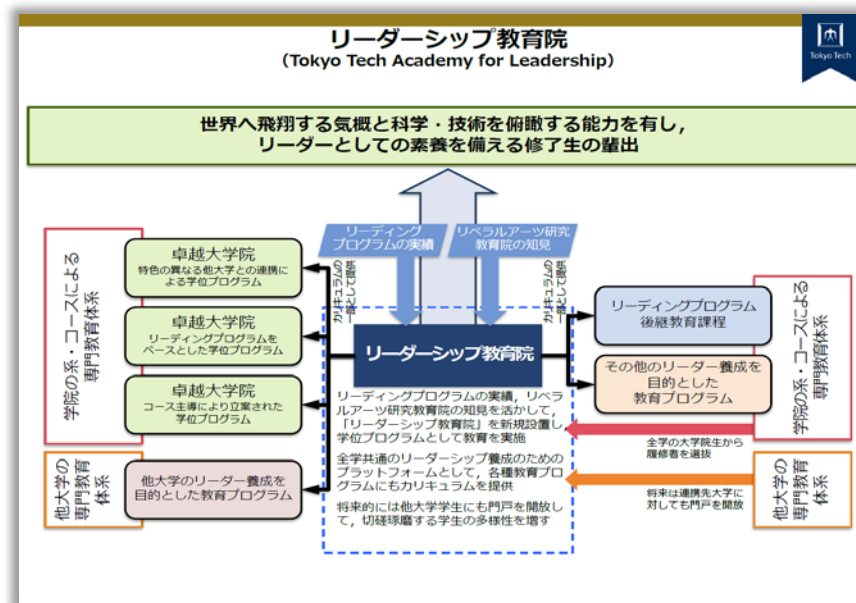 リーダーシップ教育院
（Tokyo Tech Academy for Leadership）
Tokyo Tech
世界へ飛翔する気概と科学・技術を俯瞰する能力を有し，
リーダーとしての素養を備える修了生の輩出
リーディング
プログラムの実績
リベラルアーツ研究
教育院の知見
学院の系・コースによる
専門教育体系
卓越大学院
特色の異なる他大学との連携に
よる学位プログラム
卓越大学院
リーディングプログラムを
ベースとした学位プログラム
卓越大学院
コース主導により立案された
学位プログラム
他大学の
専門教育
体系
他大学のリーダー養成を
目的とした教育プログラム
カリキュラムの
一部として提供
カリキュラムの
一部として提供
リーダーシップ教育院
リーディングプログラムの実績，リベ
ラルアーツ研究教育院の知見を活かして，
「リーダーシップ教育院」を新規設置し，
学位プログラムとして教育を実施
全学共通のリーダーシップ養成のための
プラットフォームとして，各種教育プロ
グラムにもカリキュラムを提供
将来的には他大学学生にも門戸を開放し
て，切磋琢磨する学生の多様性を増す
リーディングプログラム
後継教育課程
その他のリーダー養成を
目的とした
教育プログラム
学院の系・コースによる
専門教育体系
全学の大学院生から
履修者を選抜
将来は連携先大学に
対しても門戸を開放
他大学の
専門教育
体系